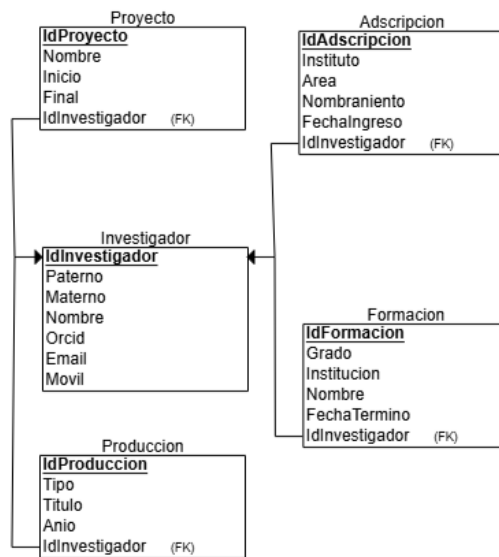 Proyecto
IdProyecto
Nombre
Inicio
Final
IdInvestigador (FK)
Adscripcion
IdAdscripcion
Instituto
Area
Nombraniento
FechaIngreso
IdInvestigador (FK)
Investigador
IdInvestigador
Paterno
Materno
Nombre
Orcid
Email
Movil
Formacion
IdFormacion
Grado
Institucion
Nombre
FechaTermino
IdInvestigador (FK)
Produccion
IdProduccion
Tipo
Titulo
Anio
IdInvestigador (FK)